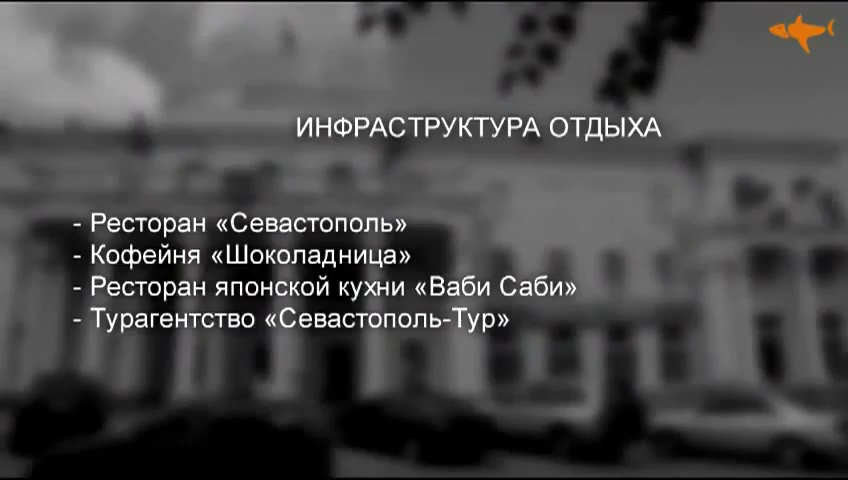 ИНФРАСТРУКТУРА ОТДЫХА
- Ресторан «Севастополь»
- Кофейня «Шоколадница»
- Ресторан японской кухни «Ваби Саби»
- Турагентство «Севастополь-Тур»